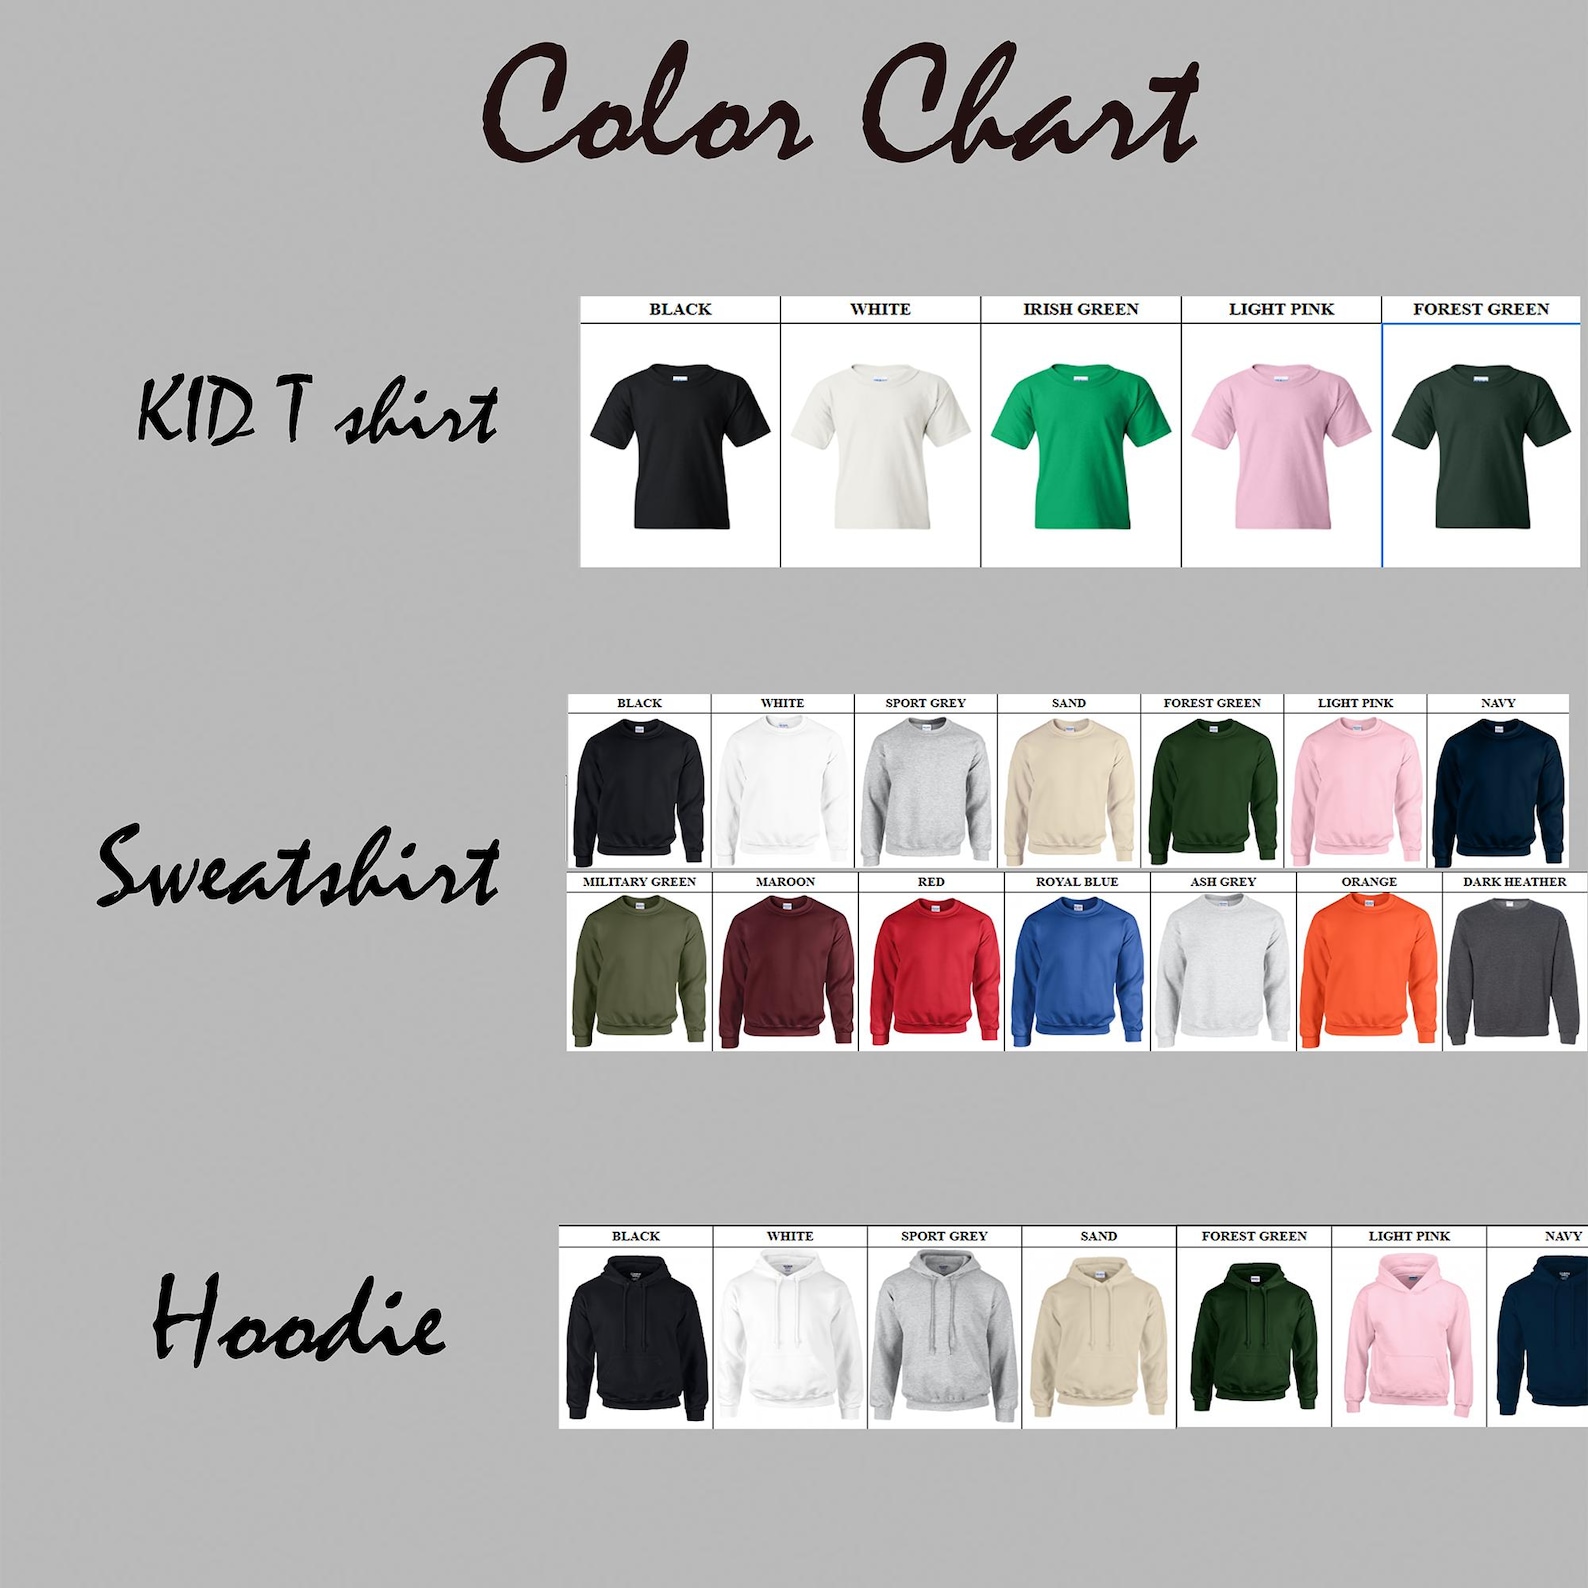 Color Chart
BLACK WHITE IRISH GREEN LIGHT PINK FOREST GREEN
KID T shirt
BLACK WHITE SPORT GREY SAND FOREST GREEN LIGHT PINK NAVY
Sweatshirt
MILITARY GREEN MAROON RED ROYAL BLUE ASH GREY ORANGE DARK HEATHER
BLACK WHITE SPORT GREY SAND FOREST GREEN LIGHT PINK NAVY
Hoodie